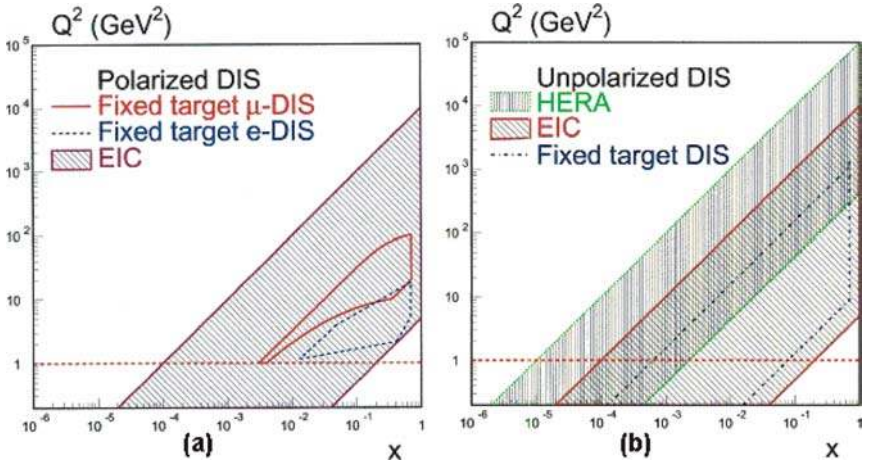 Q² (GeV²)
10⁵
Polarized DIS
Fixed target μ-DIS
Fixed target e-DIS
EIC
10⁴
10³
10²
10
1
10⁻⁶ 10⁻⁵ 10⁻⁴ 10⁻³ 10⁻² 10⁻¹ 1
(a) x
Q² (GeV²)
10⁵
Unpolarized DIS
HERA
EIC
Fixed target DIS
10⁴
10³
10²
10
1
10⁻⁶ 10⁻⁵ 10⁻⁴ 10⁻³ 10⁻² 10⁻¹ 1
(b) x